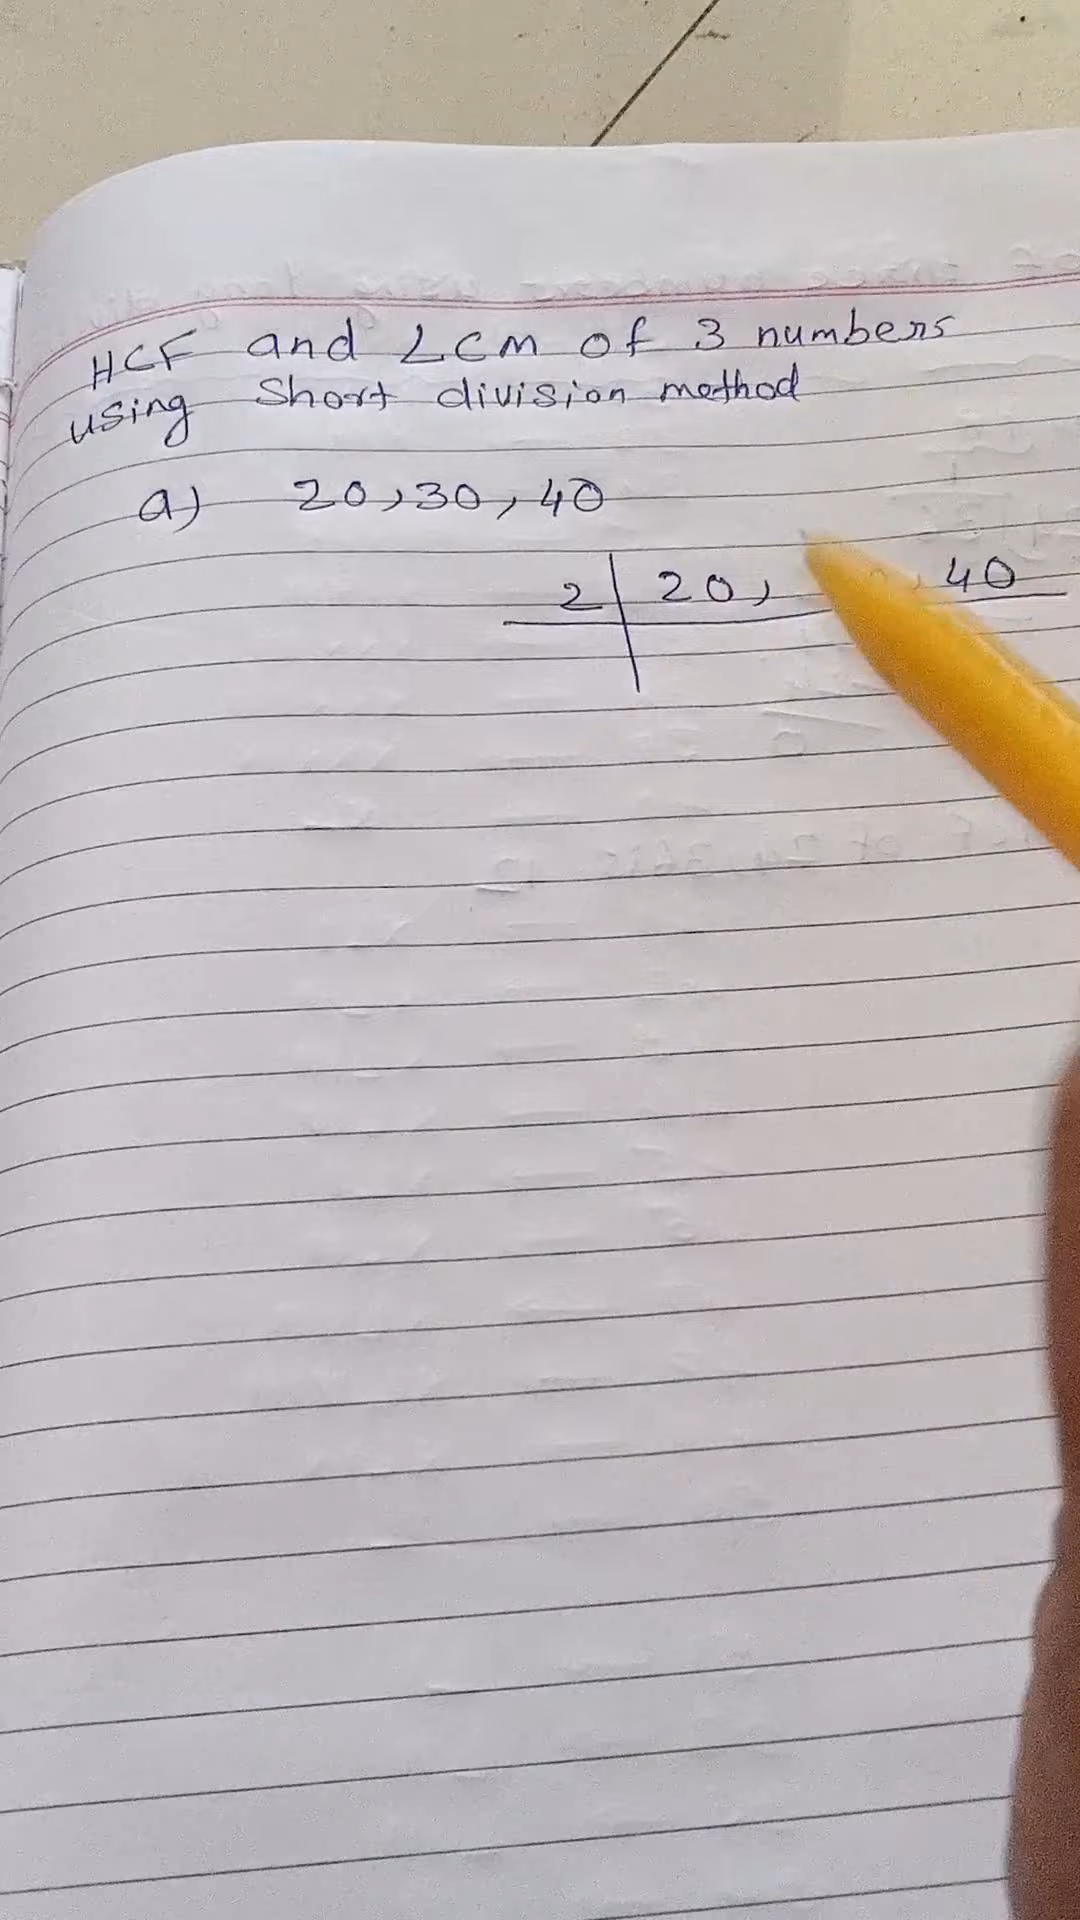 HCF and LCM of 3 numbers
using Short division method
a) 20, 30, 40
2 20, , 40